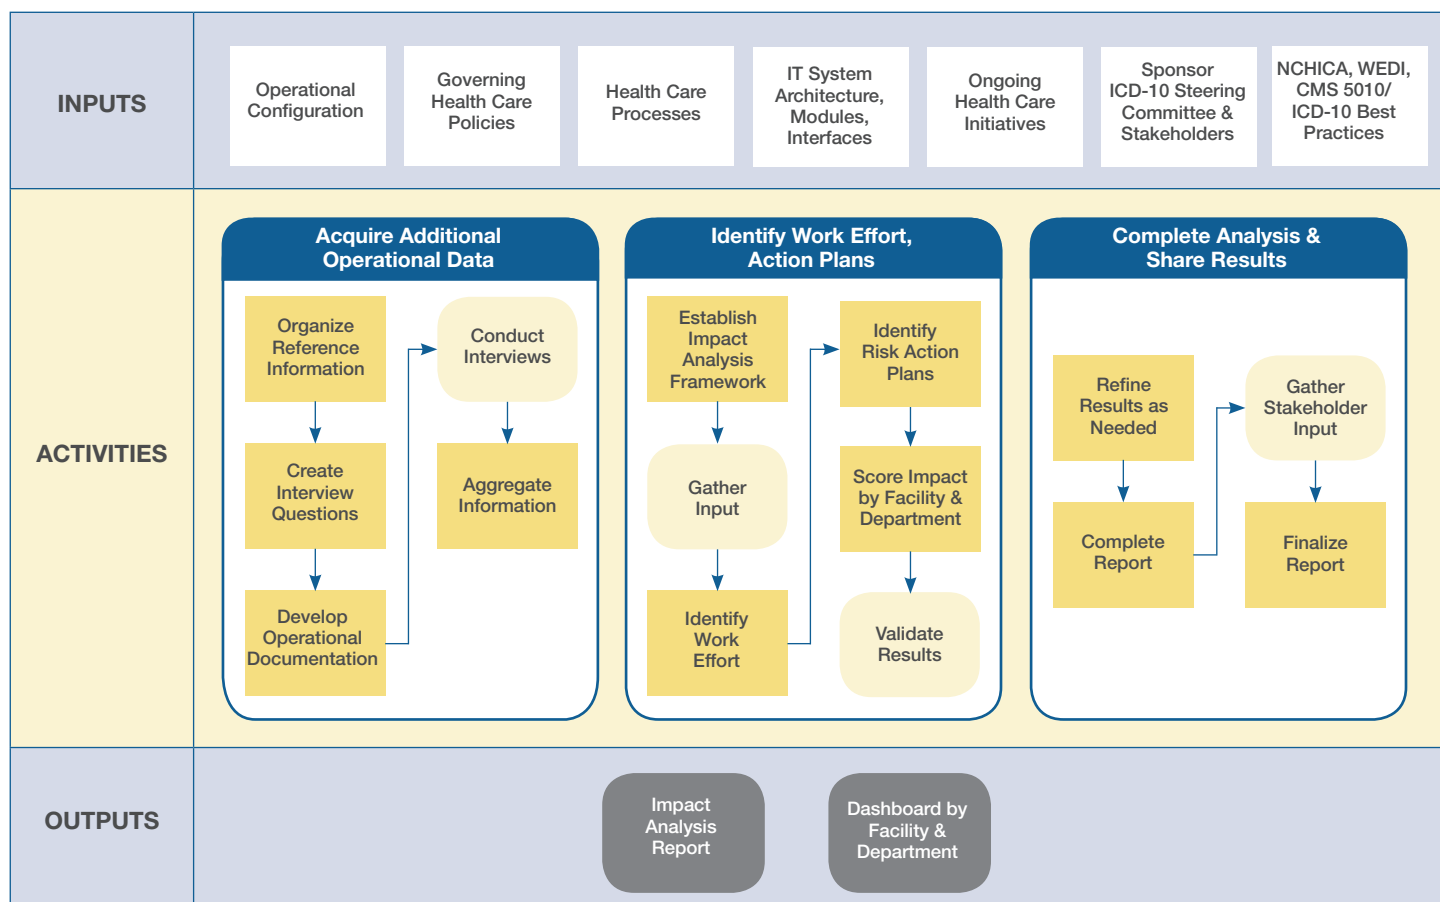 INPUTS
Operational
Configuration
Governing
Health Care
Policies
Health Care
Processes
IT System
Architecture,
Modules,
Interfaces
Ongoing
Health Care
Initiatives
Sponsor
ICD-10 Steering
Committee &
Stakeholders
NCHICA, WEDI,
CMS 5010/
ICD-10 Best
Practices
ACTIVITIES
Acquire Additional
Operational Data
Organize
Reference
Information
Create
Interview
Questions
Develop
Operational
Documentation
Conduct
Interviews
Aggregate
Information
Identify Work Effort,
Action Plans
Establish
Impact
Analysis
Framework
Gather
Input
Identify
Work
Effort
Identify
Risk Action
Plans
Score Impact
by Facility &
Department
Validate
Results
Complete Analysis &
Share Results
Refine
Results as
Needed
Complete
Report
Gather
Stakeholder
Input
Finalize
Report
OUTPUTS
Impact
Analysis
Report
Dashboard by
Facility &
Department